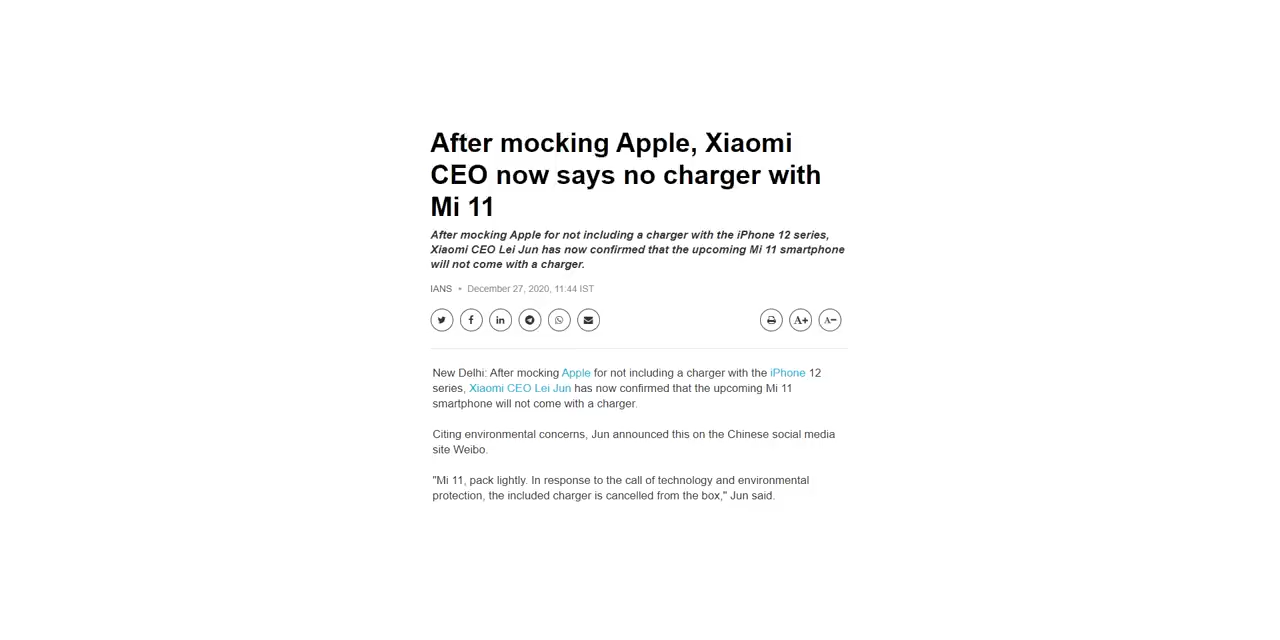 After mocking Apple, Xiaomi
CEO now says no charger with
Mi 11
After mocking Apple for not including a charger with the iPhone 12 series,
Xiaomi CEO Lei Jun has now confirmed that the upcoming Mi 11 smartphone
will not come with a charger.
IANS • December 27, 2020, 11:44 IST
f in A+ A−
New Delhi: After mocking Apple for not including a charger with the iPhone 12
series, Xiaomi CEO Lei Jun has now confirmed that the upcoming Mi 11
smartphone will not come with a charger.
Citing environmental concerns, Jun announced this on the Chinese social media
site Weibo.
"Mi 11, pack lightly. In response to the call of technology and environmental
protection, the included charger is cancelled from the box," Jun said.